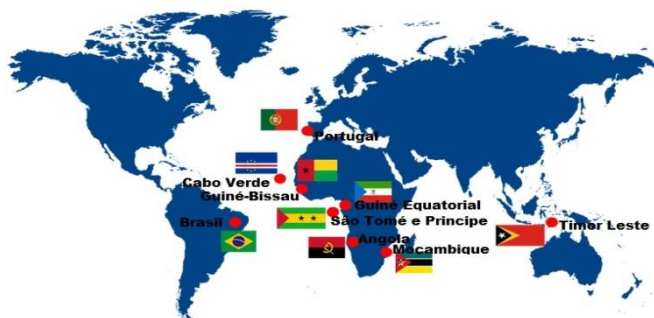 Portugal
Cabo Verde
Guiné-Bissau
Guiné Equatorial
São Tomé e Principe
Brasil
Timor Leste
Angola
Moçambique